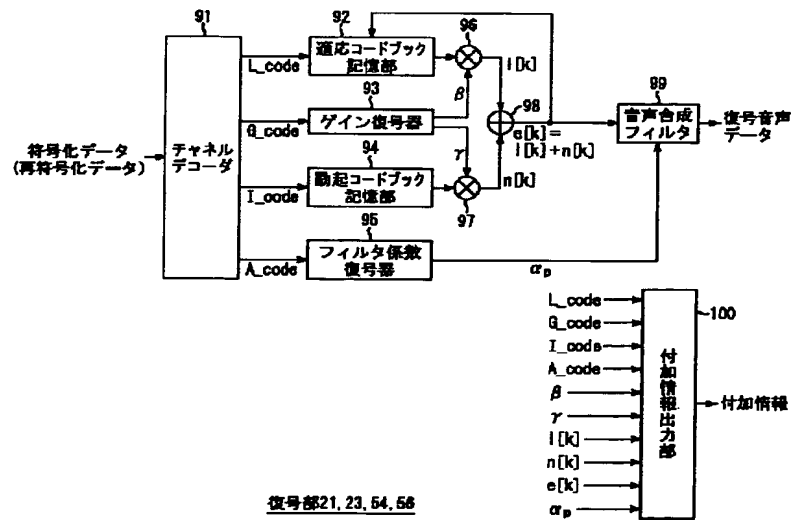 91
92
96
適応コードブック
記憶部
L_code
l[k]
β
93
98
99
G_code
ゲイン復号器
e[k]=
l[k]+n[k]
音声合成
フィルタ
復号音声
データ
符号化データ
(再符号化データ)
チャネル
デコーダ
94
γ
励起コードブック
記憶部
I_code
n[k]
97
95
フィルタ係数
復号器
A_code
αp
L_code
100
G_code
I_code
A_code
β
γ
l[k]
n[k]
e[k]
αp
付加情報出力部
付加情報
復号部21,23,54,56